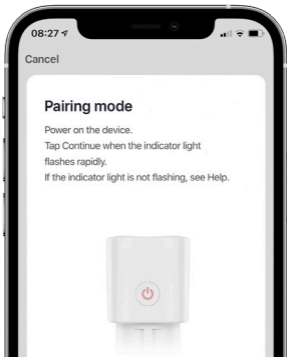 08:27
Cancel
Pairing mode
Power on the device.
Tap Continue when the indicator light
flashes rapidly.
If the indicator light is not flashing, see Help.